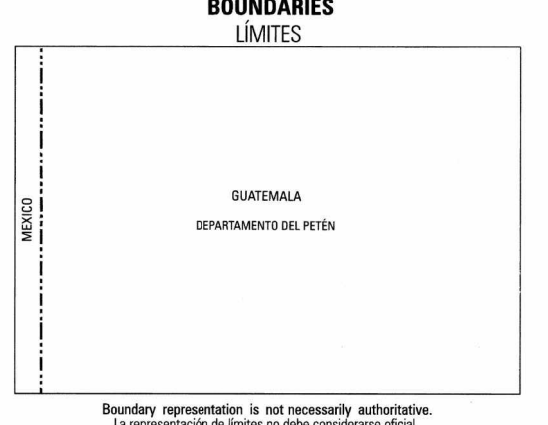 BOUNDARIES
LÍMITES
MEXICO
GUATEMALA
DEPARTAMENTO DEL PETÉN
Boundary representation is not necessarily authoritative.
La representación de límites no debe considerarse oficial